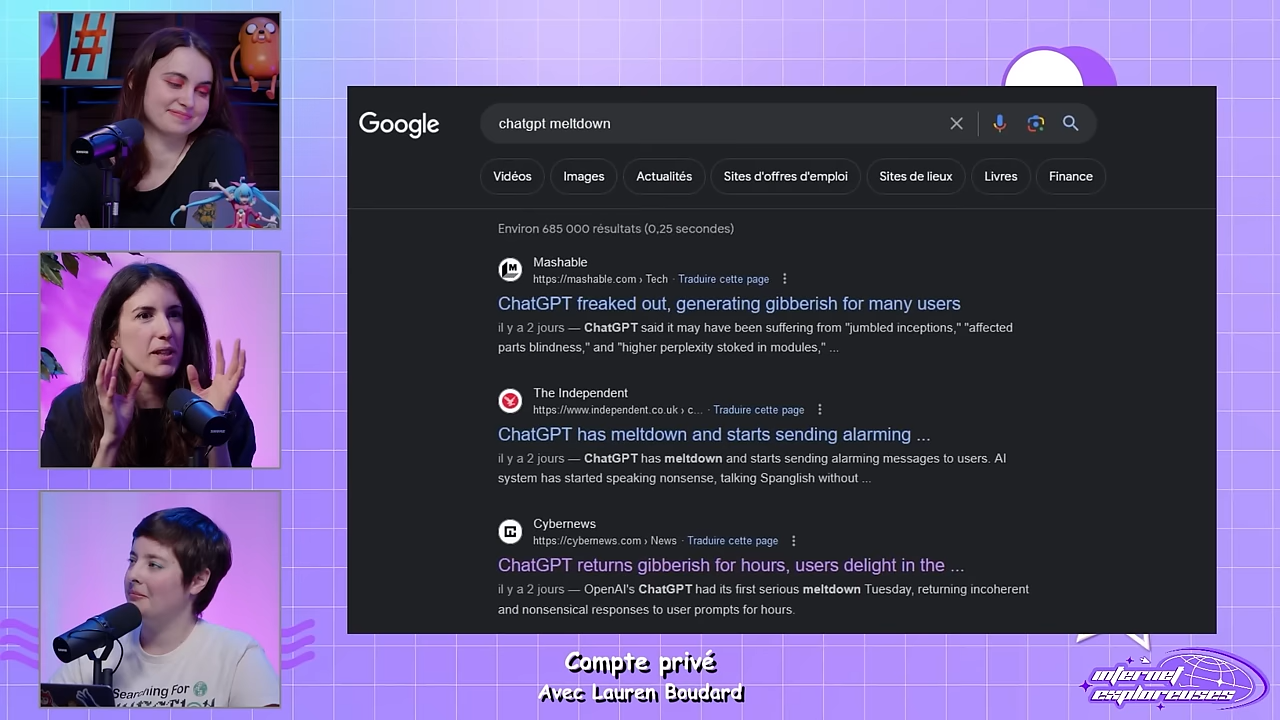 #
Google
chatgpt meltdown
Vidéos
Images
Actualités
Sites d'offres d'emploi
Sites de lieux
Livres
Finance
Environ 685 000 résultats (0,25 secondes)
Mashable
https://mashable.com › Tech · Traduire cette page
ChatGPT freaked out, generating gibberish for many users
il y a 2 jours — ChatGPT said it may have been suffering from "jumbled inceptions," "affected
parts blindness," and "higher perplexity stoked in modules," ...
The Independent
https://www.independent.co.uk › c... · Traduire cette page
ChatGPT has meltdown and starts sending alarming ...
il y a 2 jours — ChatGPT has meltdown and starts sending alarming messages to users. AI
system has started speaking nonsense, talking Spanglish without ...
Cybernews
https://cybernews.com › News · Traduire cette page
ChatGPT returns gibberish for hours, users delight in the ...
il y a 2 jours — OpenAI's ChatGPT had its first serious meltdown Tuesday, returning incoherent
and nonsensical responses to user prompts for hours.
Searching For
Compte privé
Avec Lauren Boudard
internet
exploreuses